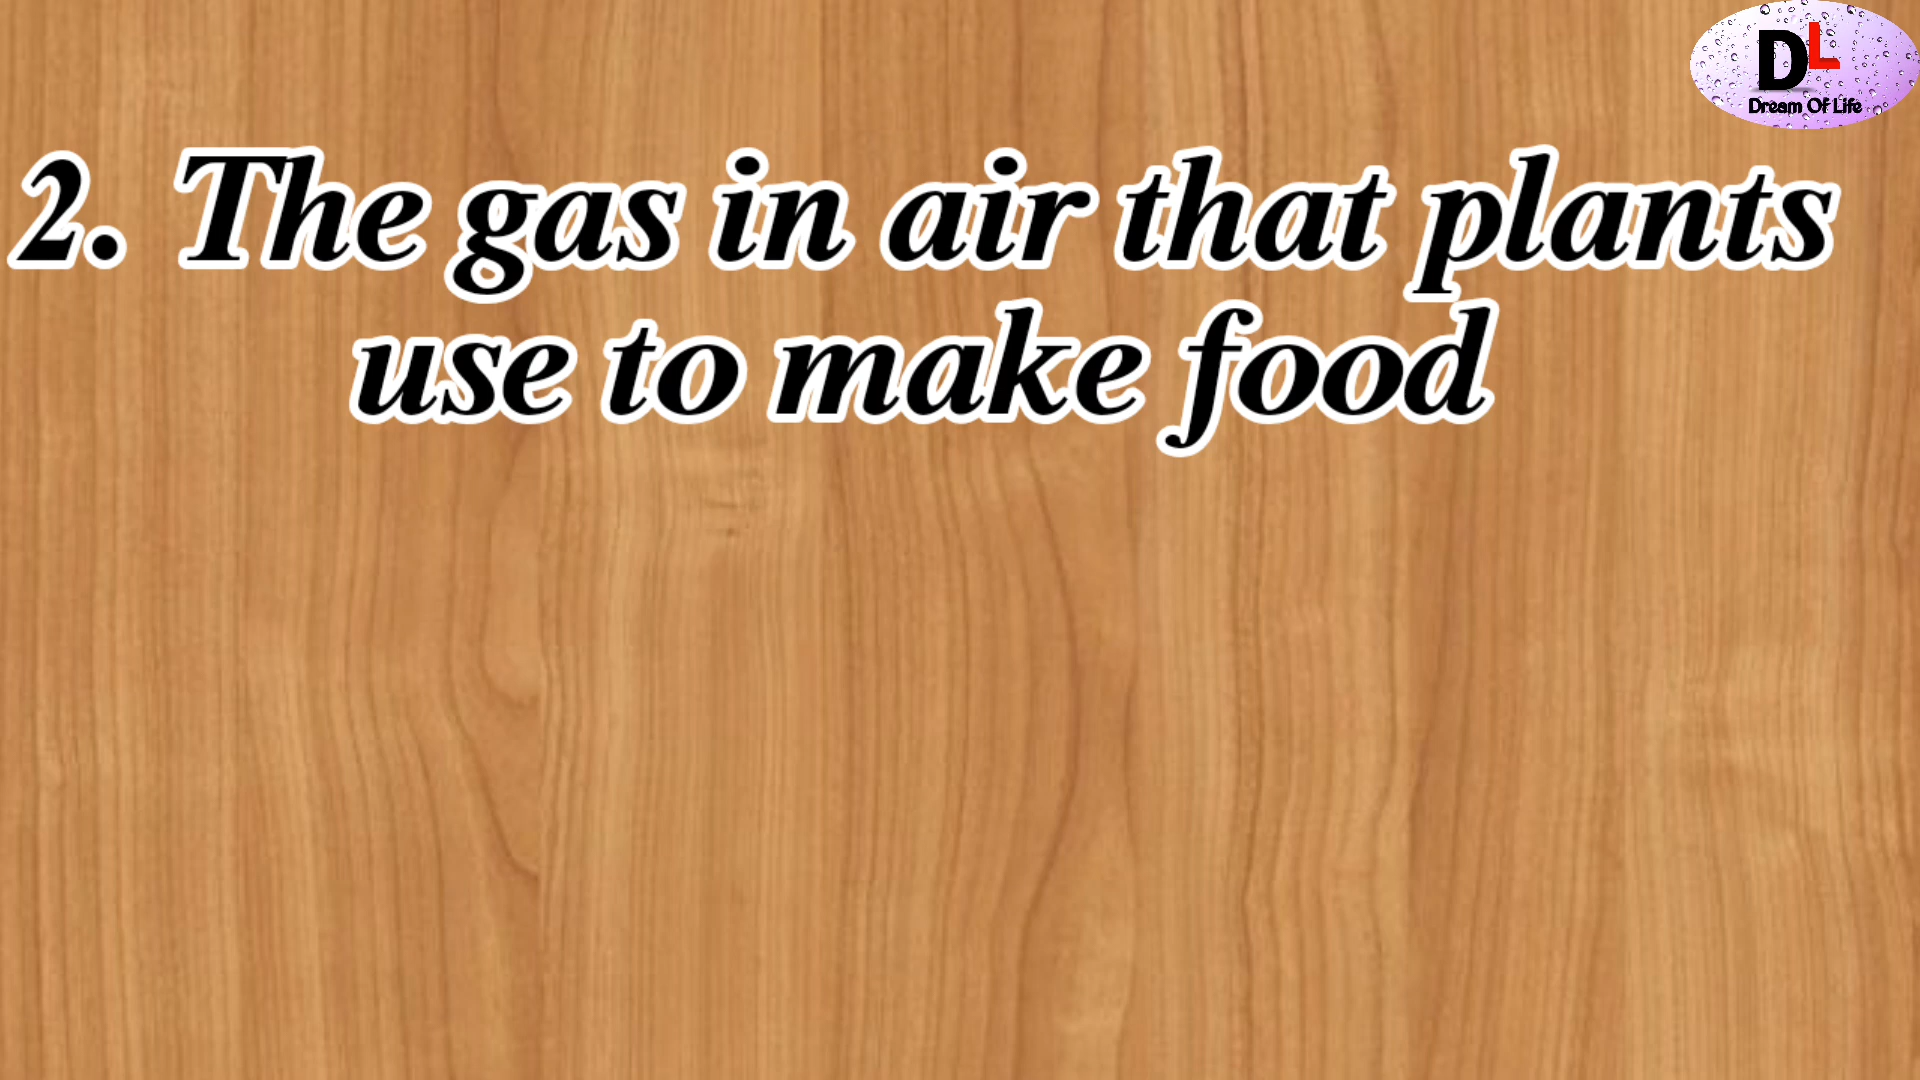 DL
Dream Of Life
2. The gas in air that plants
use to make food